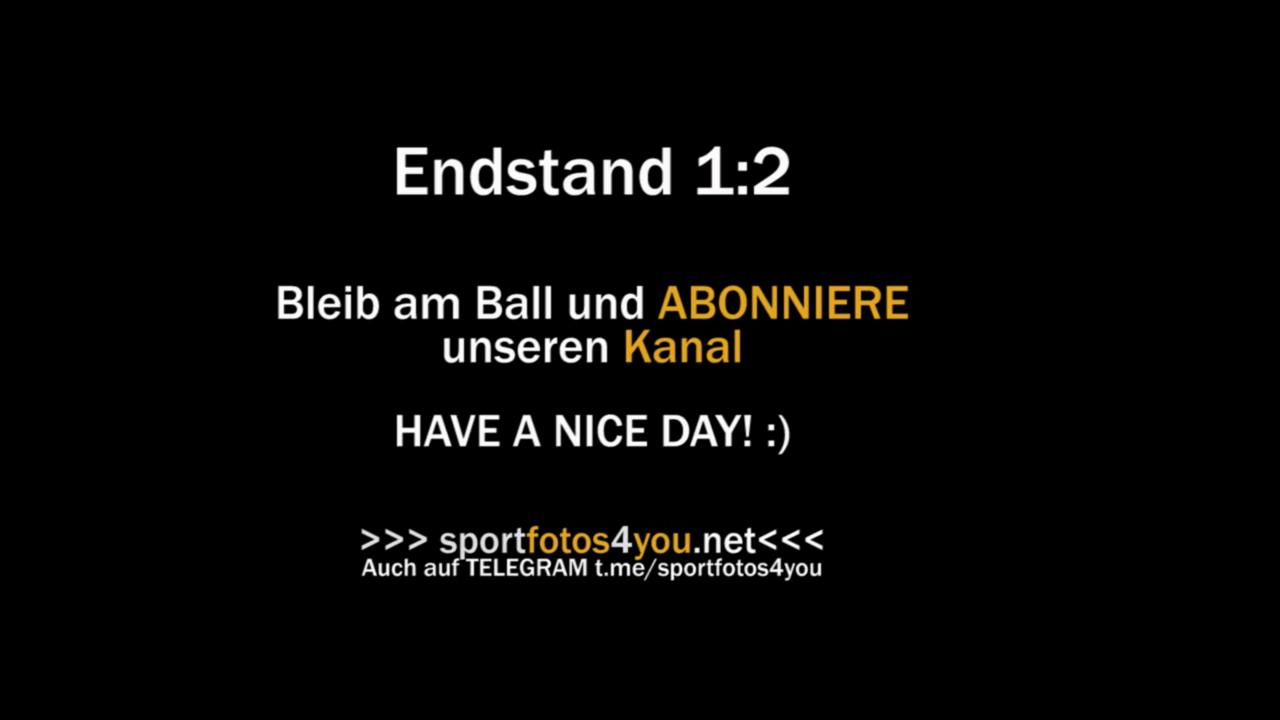 Endstand 1:2
Bleib am Ball und ABONNIERE
unseren Kanal
HAVE A NICE DAY! :)
>>> sportfotos4you.net<<<
Auch auf TELEGRAM t.me/sportfotos4you